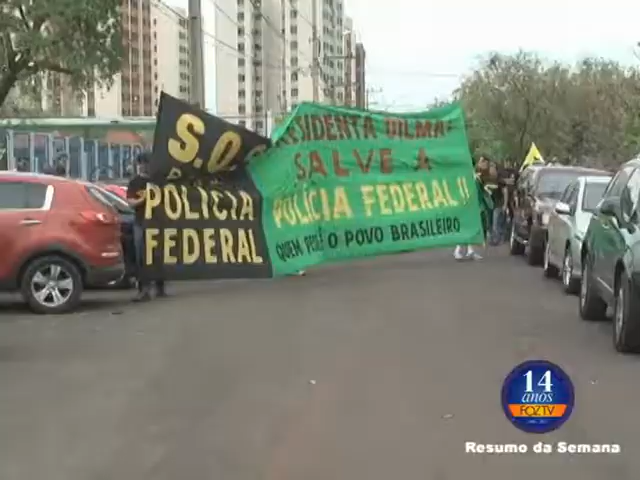 S.O.S
POLÍCIA
FEDERAL
PRESIDENTA DILMA
SALVE A
POLÍCIA FEDERAL !!
QUEM PEDE É O POVO BRASILEIRO
14
anos
FOZTV
Resumo da Semana